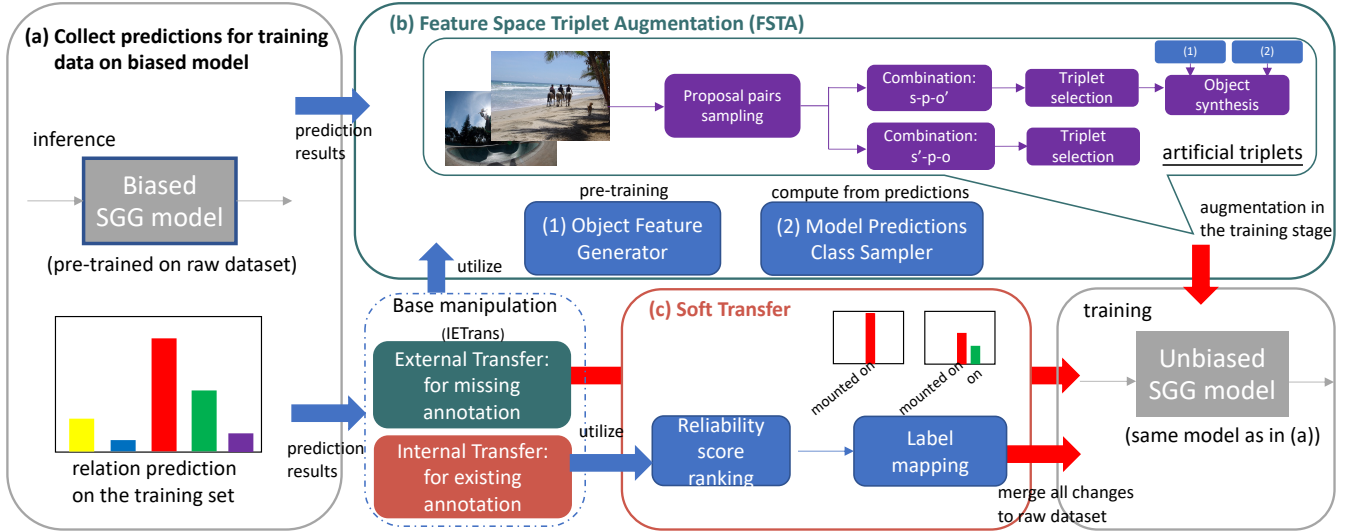 (a) Collect predictions for training
data on biased model
inference
Biased
SGG model
(pre-trained on raw dataset)
relation prediction
on the training set
prediction
results
prediction
results
(b) Feature Space Triplet Augmentation (FSTA)
Proposal pairs
sampling
Combination:
s-p-o'
Triplet
selection
(1)
(2)
Object
synthesis
Combination:
s'-p-o
Triplet
selection
artificial triplets
pre-training
(1) Object Feature
Generator
compute from predictions
(2) Model Predictions
Class Sampler
augmentation in
the training stage
utilize
Base manipulation
(IETrans)
External Transfer:
for missing
annotation
Internal Transfer:
for existing
annotation
utilize
(c) Soft Transfer
mounted on
mounted on
on
Reliability
score
ranking
Label
mapping
merge all changes
to raw dataset
training
Unbiased
SGG model
(same model as in (a))